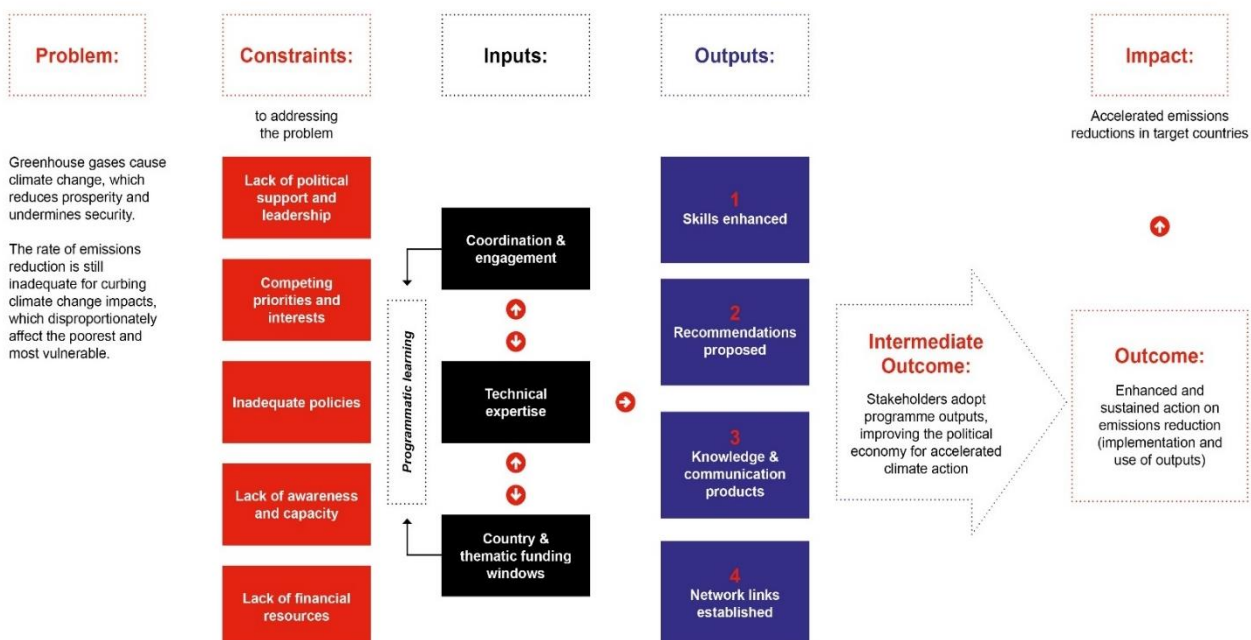 Problem:
Greenhouse gases cause
climate change, which
reduces prosperity and
undermines security.
The rate of emissions
reduction is still
inadequate for curbing
climate change impacts,
which disproportionately
affect the poorest and
most vulnerable.
Constraints:
to addressing
the problem
Lack of political
support and
leadership
Competing
priorities and
interests
Inadequate policies
Lack of awareness
and capacity
Lack of financial
resources
Inputs:
Programmatic learning
Coordination &
engagement
Technical
expertise
Country &
thematic funding
windows
Outputs:
1
Skills enhanced
2
Recommendations
proposed
3
Knowledge &
communication
products
4
Network links
established
Intermediate
Outcome:
Stakeholders adopt
programme outputs,
improving the political
economy for accelerated
climate action
Impact:
Accelerated emissions
reductions in target countries
Outcome:
Enhanced and
sustained action on
emissions reduction
(implementation and
use of outputs)